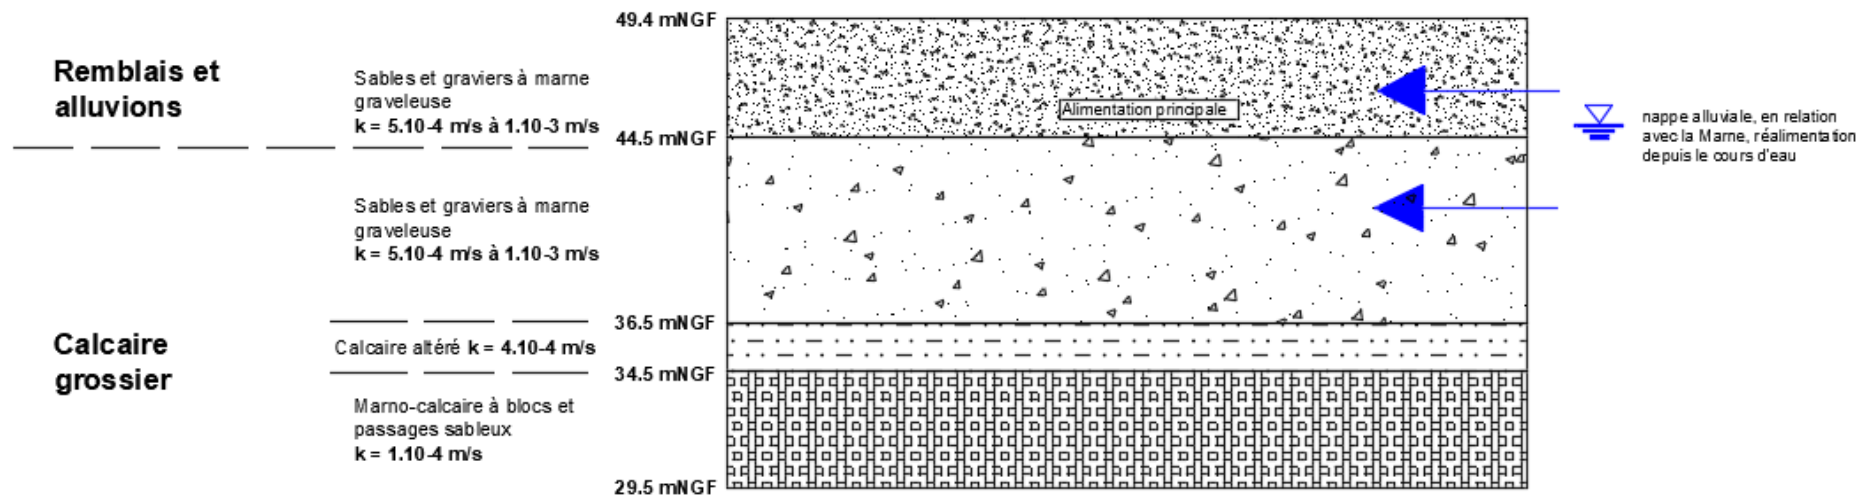 49.4 mNGF
Remblais et
alluvions
Sables et graviers à marne
graveleuse
k = 5.10-4 m/s à 1.10-3 m/s
Alimentation principale
nappe alluviale, en relation
avec la Marne, réalimentation
depuis le cours d'eau
44.5 mNGF
Sables et graviers à marne
graveleuse
k = 5.10-4 m/s à 1.10-3 m/s
36.5 mNGF
Calcaire
grossier
Calcaire altéré k = 4.10-4 m/s
34.5 mNGF
Marno-calcaire à blocs et
passages sableux
k = 1.10-4 m/s
29.5 mNGF